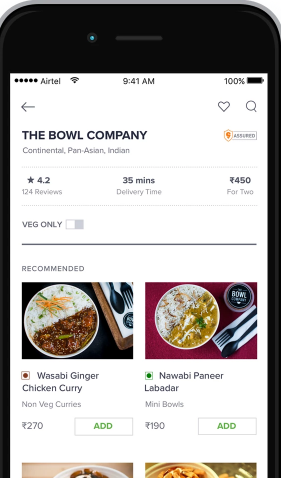 Airtel 9:41 AM 100%
THE BOWL COMPANY ASSURED
Continental, Pan-Asian, Indian
★ 4.2 35 mins ₹450
124 Reviews Delivery Time For Two
VEG ONLY
RECOMMENDED
BOWL
BOWL
Wasabi Ginger
Chicken Curry
Nawabi Paneer
Labadar
Non Veg Curries Mini Bowls
₹270 ADD ₹190 ADD